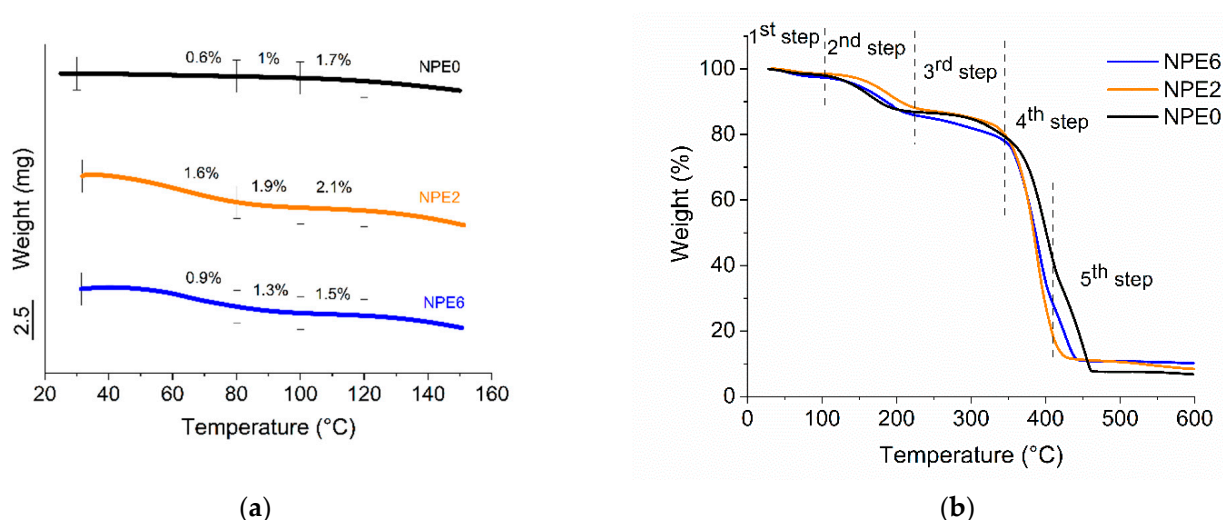 0.6%
1%
1.7%
NPE0
1.6%
1.9%
2.1%
NPE2
0.9%
1.3%
1.5%
NPE6
Weight (mg)
2.5
20 40 60 80 100 120 140 160
Temperature (°C)
(a)
1st step
2nd step
3rd step
4th step
5th step
NPE6
NPE2
NPE0
100
80
60
40
20
0
Weight (%)
0 100 200 300 400 500 600
Temperature (°C)
(b)